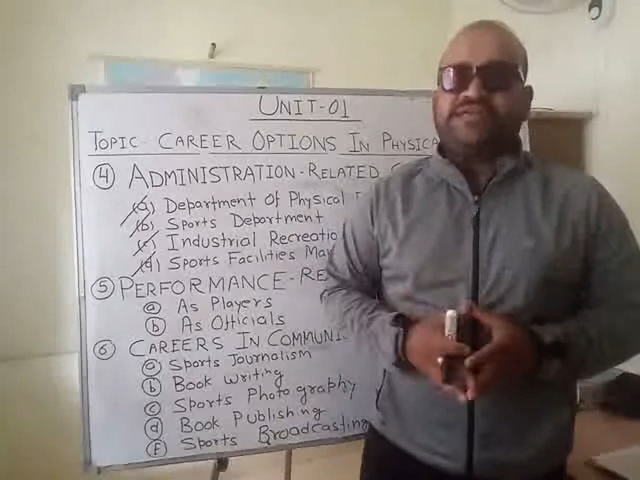 UNIT-01
TOPIC- CAREER OPTIONS IN PHYSICA
④ ADMINISTRATION-RELATED C
(a) Department Of Physical
(b) Sports Department
(c) Industrial Recreatio
(d) Sports Facilities Ma
⑤ PERFORMANCE-RE
ⓐ As Players
ⓑ As Officials
⑥ CAREERS IN COMMUNI
ⓐ Sports Journalism
ⓑ Book Writing
ⓒ Sports Photography
ⓓ Book Publishing
Ⓕ Sports Broadcasting